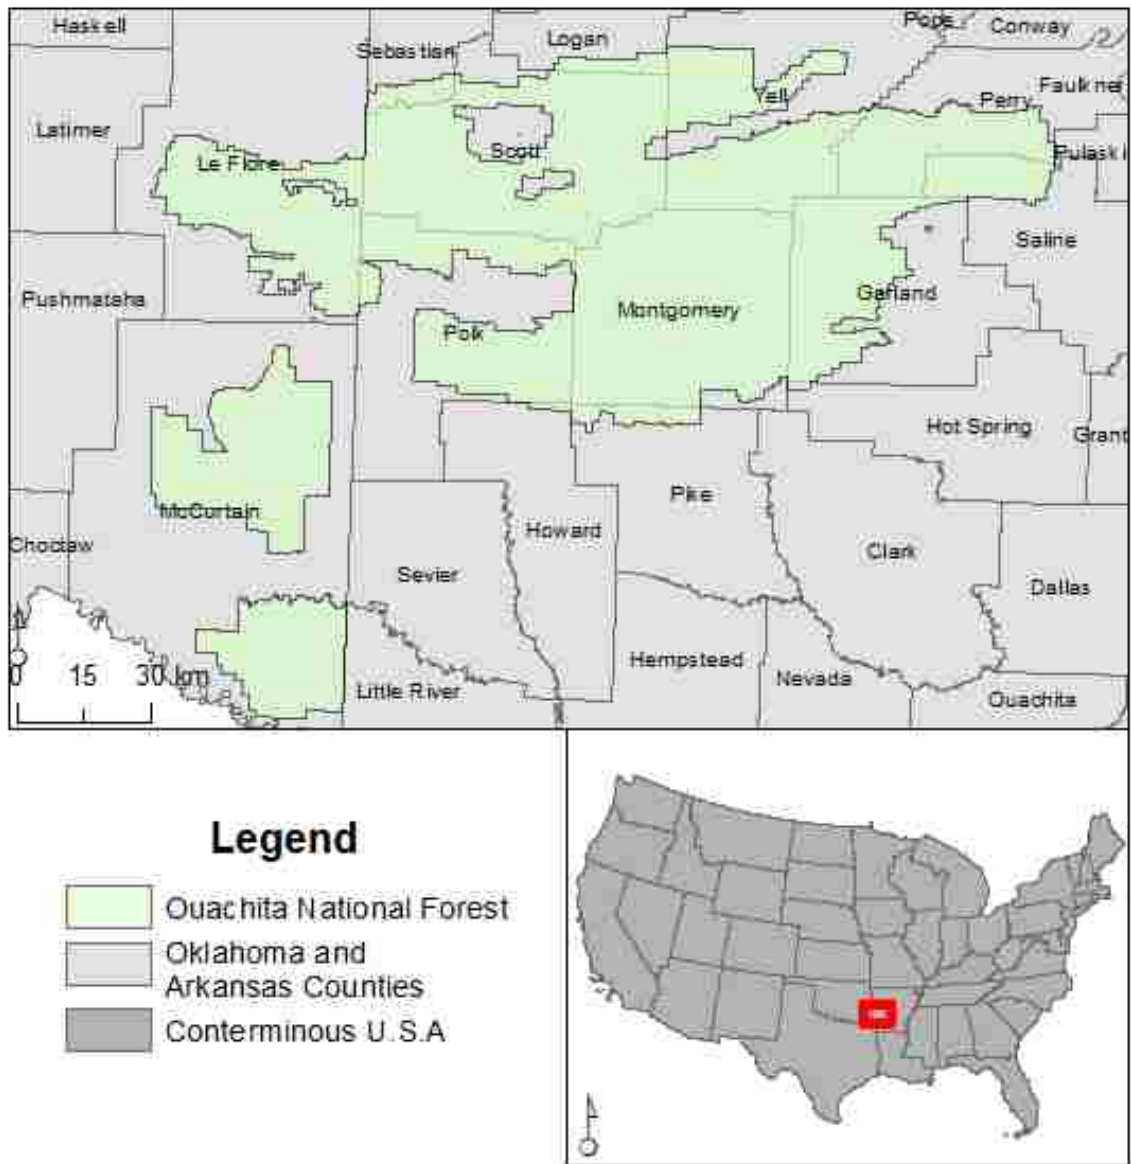 Haskell
Sebastian
Logan
Pope
Conway
Latimer
Yell
Perry
Faulkner
Le Flore
Scott
Pulaski
Saline
Pushmataha
Montgomery
Garland
Polk
Hot Spring
Grant
McCurtain
Pike
Howard
Choctaw
Sevier
Clark
Dallas
Hempstead
Nevada
Little River
Ouachita
0 15 30 km
Legend
Ouachita National Forest
Oklahoma and
Arkansas Counties
Conterminous U.S.A